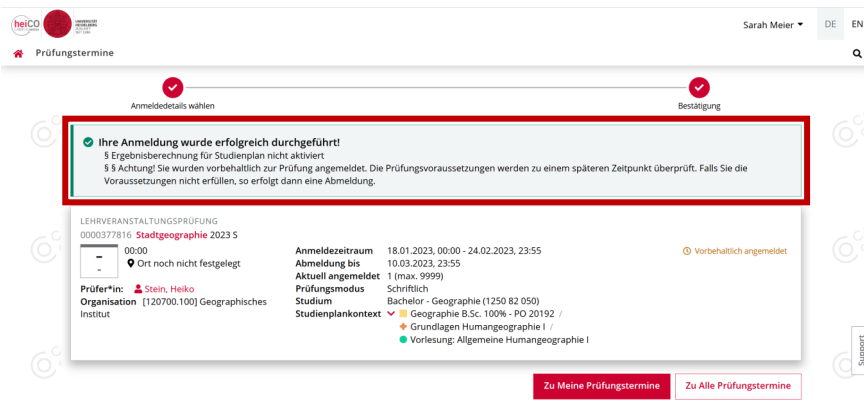 heiCO
UNIVERSITÄT
HEIDELBERG
ZUKUNFT
SEIT 1386
Sarah Meier
DE EN
Prüfungstermine
Anmeldedetails wählen
Bestätigung
Ihre Anmeldung wurde erfolgreich durchgeführt!
§ Ergebnisberechnung für Studienplan nicht aktiviert
§ § Achtung! Sie wurden vorbehaltlich zur Prüfung angemeldet. Die Prüfungsvoraussetzungen werden zu einem späteren Zeitpunkt überprüft. Falls Sie die
Voraussetzungen nicht erfüllen, so erfolgt dann eine Abmeldung.
LEHRVERANSTALTUNGSPRÜFUNG
0000377816 Stadtgeographie 2023 S
–
-
00:00
Ort noch nicht festgelegt
Prüfer*in: Stein, Heiko
Organisation [120700.100] Geographisches
Institut
Anmeldezeitraum 18.01.2023, 00:00 - 24.02.2023, 23:55
Abmeldung bis 10.03.2023, 23:55
Aktuell angemeldet 1 (max. 9999)
Prüfungsmodus Schriftlich
Studium Bachelor - Geographie (1250 82 050)
Studienplankontext Geographie B.Sc. 100% - PO 20192 /
Grundlagen Humangeographie I /
Vorlesung: Allgemeine Humangeographie I
Vorbehaltlich angemeldet
Support
Zu Meine Prüfungstermine
Zu Alle Prüfungstermine